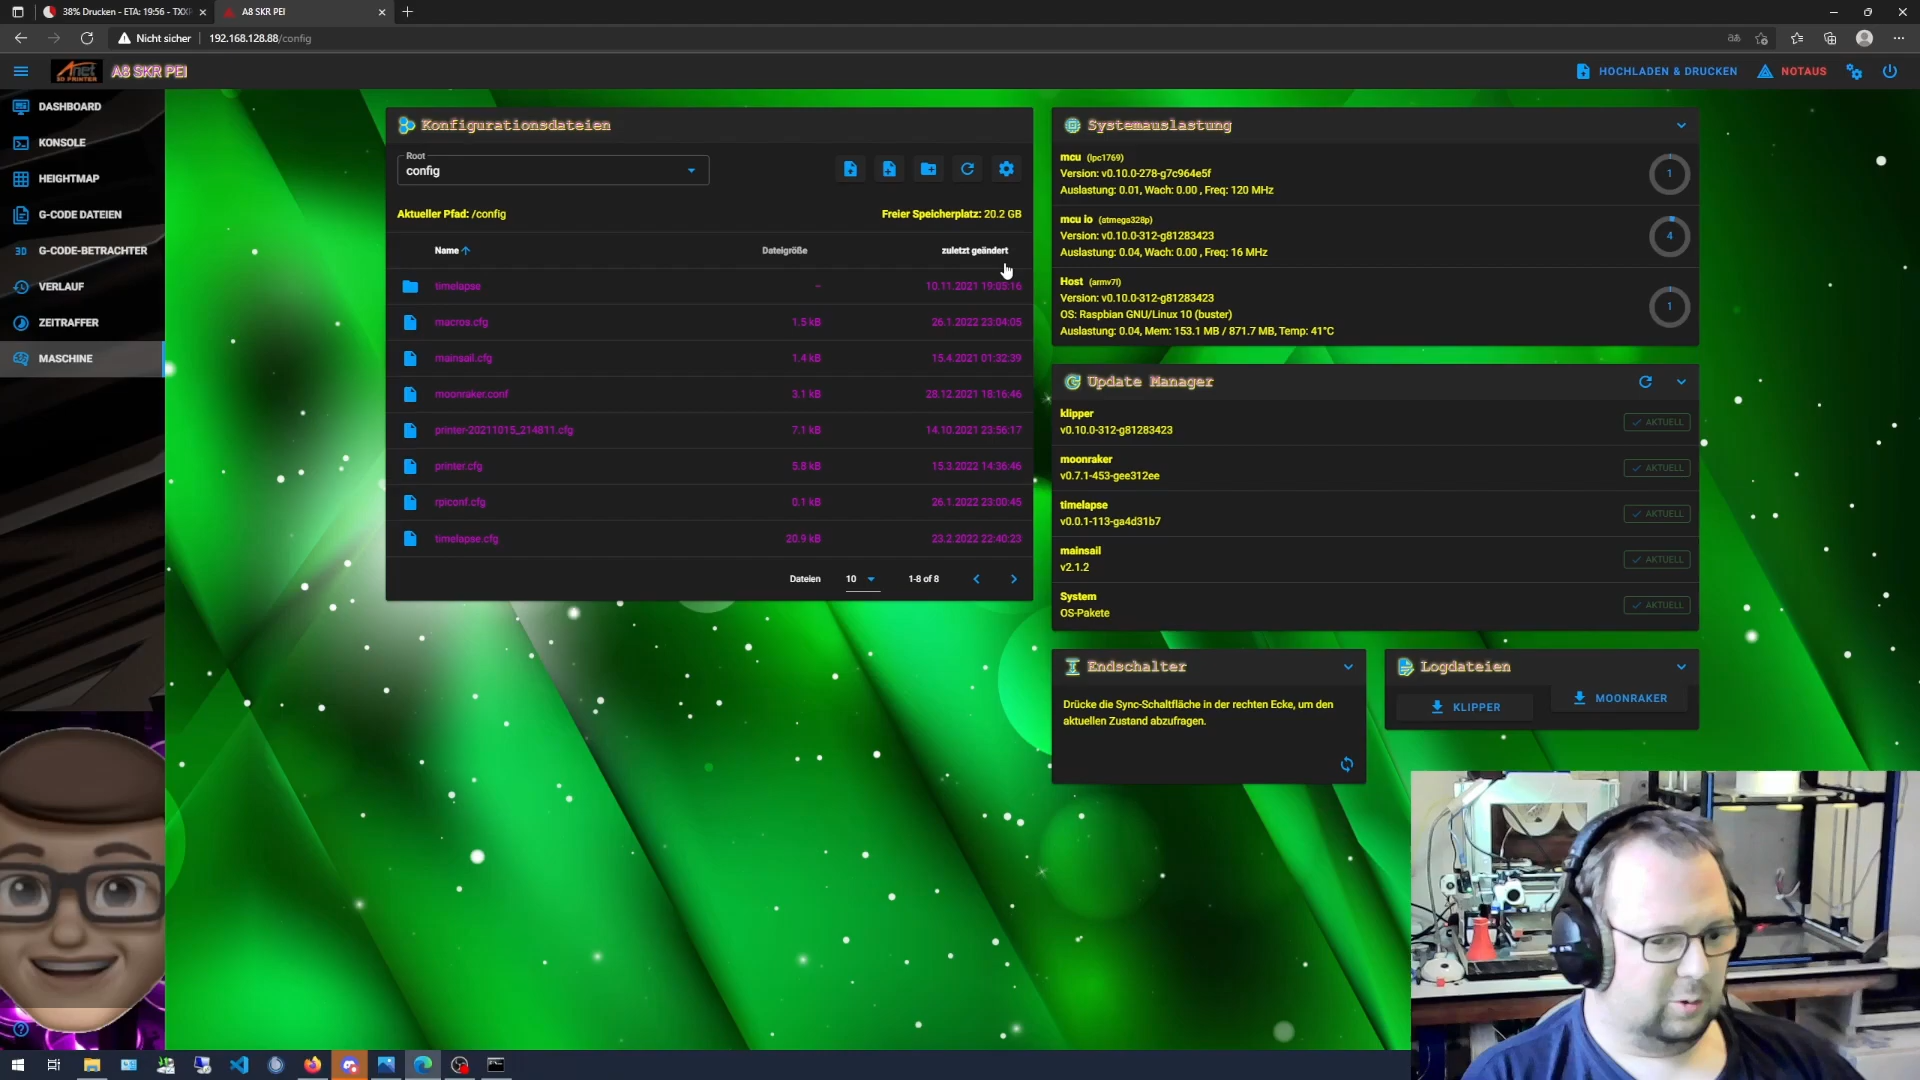 38% Drucken - ETA: 19:56 - TXXP
A8 SKR PEI
Nicht sicher
192.168.128.88/config
Anet
3D PRINTER
A8 SKR PEI
HOCHLADEN & DRUCKEN
NOTAUS
DASHBOARD
KONSOLE
HEIGHTMAP
G-CODE DATEIEN
3D
G-CODE-BETRACHTER
VERLAUF
ZEITRAFFER
MASCHINE
Konfigurationsdateien
Root
config
Aktueller Pfad: /config
Freier Speicherplatz: 20.2 GB
Name
Dateigröße
zuletzt geändert
timelapse
--
10.11.2021 19:05:16
macros.cfg
1.5 kB
26.1.2022 23:04:05
mainsail.cfg
1.4 kB
15.4.2021 01:32:39
moonraker.conf
3.1 kB
28.12.2021 18:16:46
printer-20211015_214811.cfg
7.1 kB
14.10.2021 23:56:17
printer.cfg
5.8 kB
15.3.2022 14:36:46
rpiconf.cfg
0.1 kB
26.1.2022 23:00:45
timelapse.cfg
20.9 kB
23.2.2022 22:40:23
Dateien
10
1-8 of 8
Systemauslastung
mcu (lpc1769)
Version: v0.10.0-278-g7c964e5f
Auslastung: 0.01, Wach: 0.00 , Freq: 120 MHz
1
mcu io (atmega328p)
Version: v0.10.0-312-g81283423
Auslastung: 0.04, Wach: 0.00 , Freq: 16 MHz
4
Host (armv7l)
Version: v0.10.0-312-g81283423
OS: Raspbian GNU/Linux 10 (buster)
Auslastung: 0.04, Mem: 153.1 MB / 871.7 MB, Temp: 41°C
1
Update Manager
klipper
v0.10.0-312-g81283423
AKTUELL
moonraker
v0.7.1-453-gee312ee
AKTUELL
timelapse
v0.0.1-113-ga4d31b7
AKTUELL
mainsail
v2.1.2
AKTUELL
System
OS-Pakete
AKTUELL
Endschalter
Drücke die Sync-Schaltfläche in der rechten Ecke, um den
aktuellen Zustand abzufragen.
Logdateien
KLIPPER
MOONRAKER